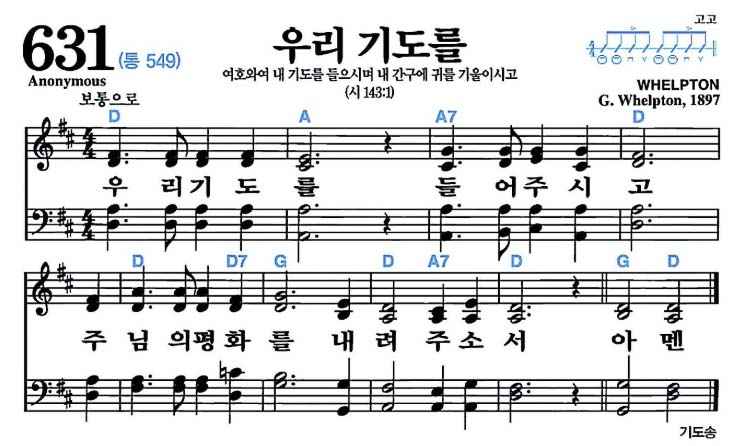 631 (통 549)
우리 기도를
고고
Anonymous
여호와여 내 기도를 들으시며 내 간구에 귀를 기울이시고
(시 143:1)
WHELPTON
G. Whelpton, 1897
보통으로
D A A7 D
우 리 기 도 를 들 어 주 시 고
D D7 G D A7 D G D
주 님 의 평 화 를 내 려 주 소 서 아 멘
기도송